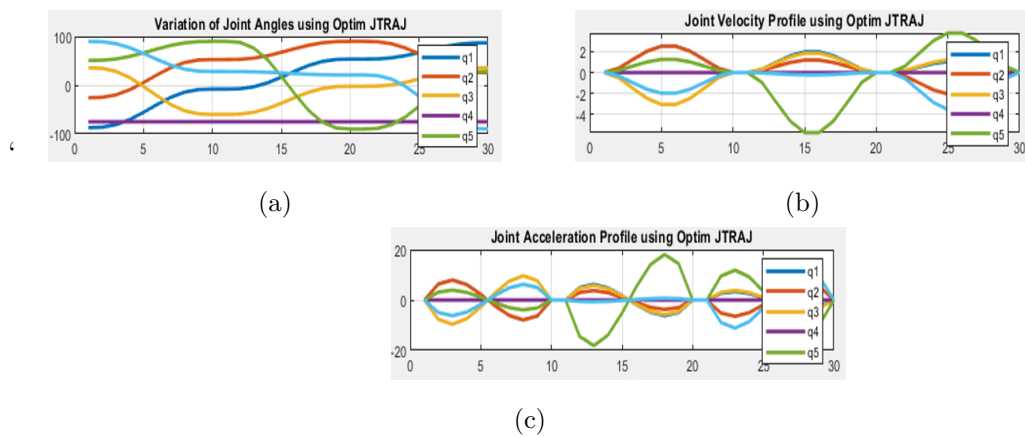 Variation of Joint Angles using Optim JTRAJ
100
0
-100
0 5 10 15 20 25 30
q1
q2
q3
q4
q5
(a)
Joint Velocity Profile using Optim JTRAJ
2
0
-2
-4
0 5 10 15 20 25 30
q1
q2
q3
q4
q5
(b)
‘
Joint Acceleration Profile using Optim JTRAJ
20
0
-20
0 5 10 15 20 25 30
q1
q2
q3
q4
q5
(c)